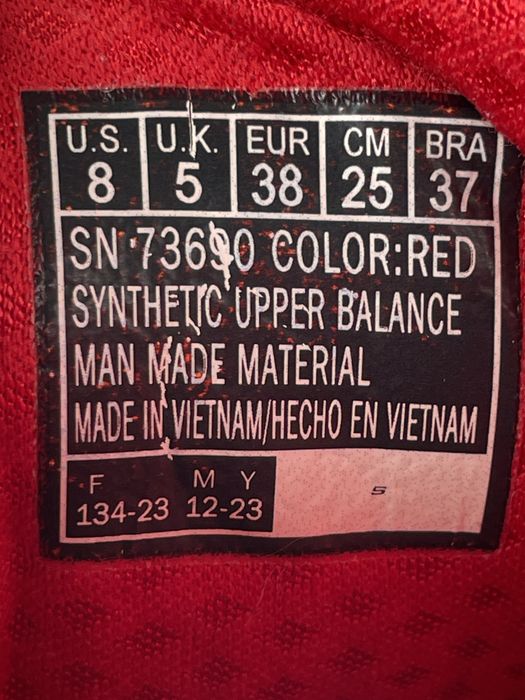 U.S. U.K. EUR CM BRA
8 5 38 25 37
SN 73690 COLOR:RED
SYNTHETIC UPPER BALANCE
MAN MADE MATERIAL
MADE IN VIETNAM/HECHO EN VIETNAM
F M Y
134-23 12-23